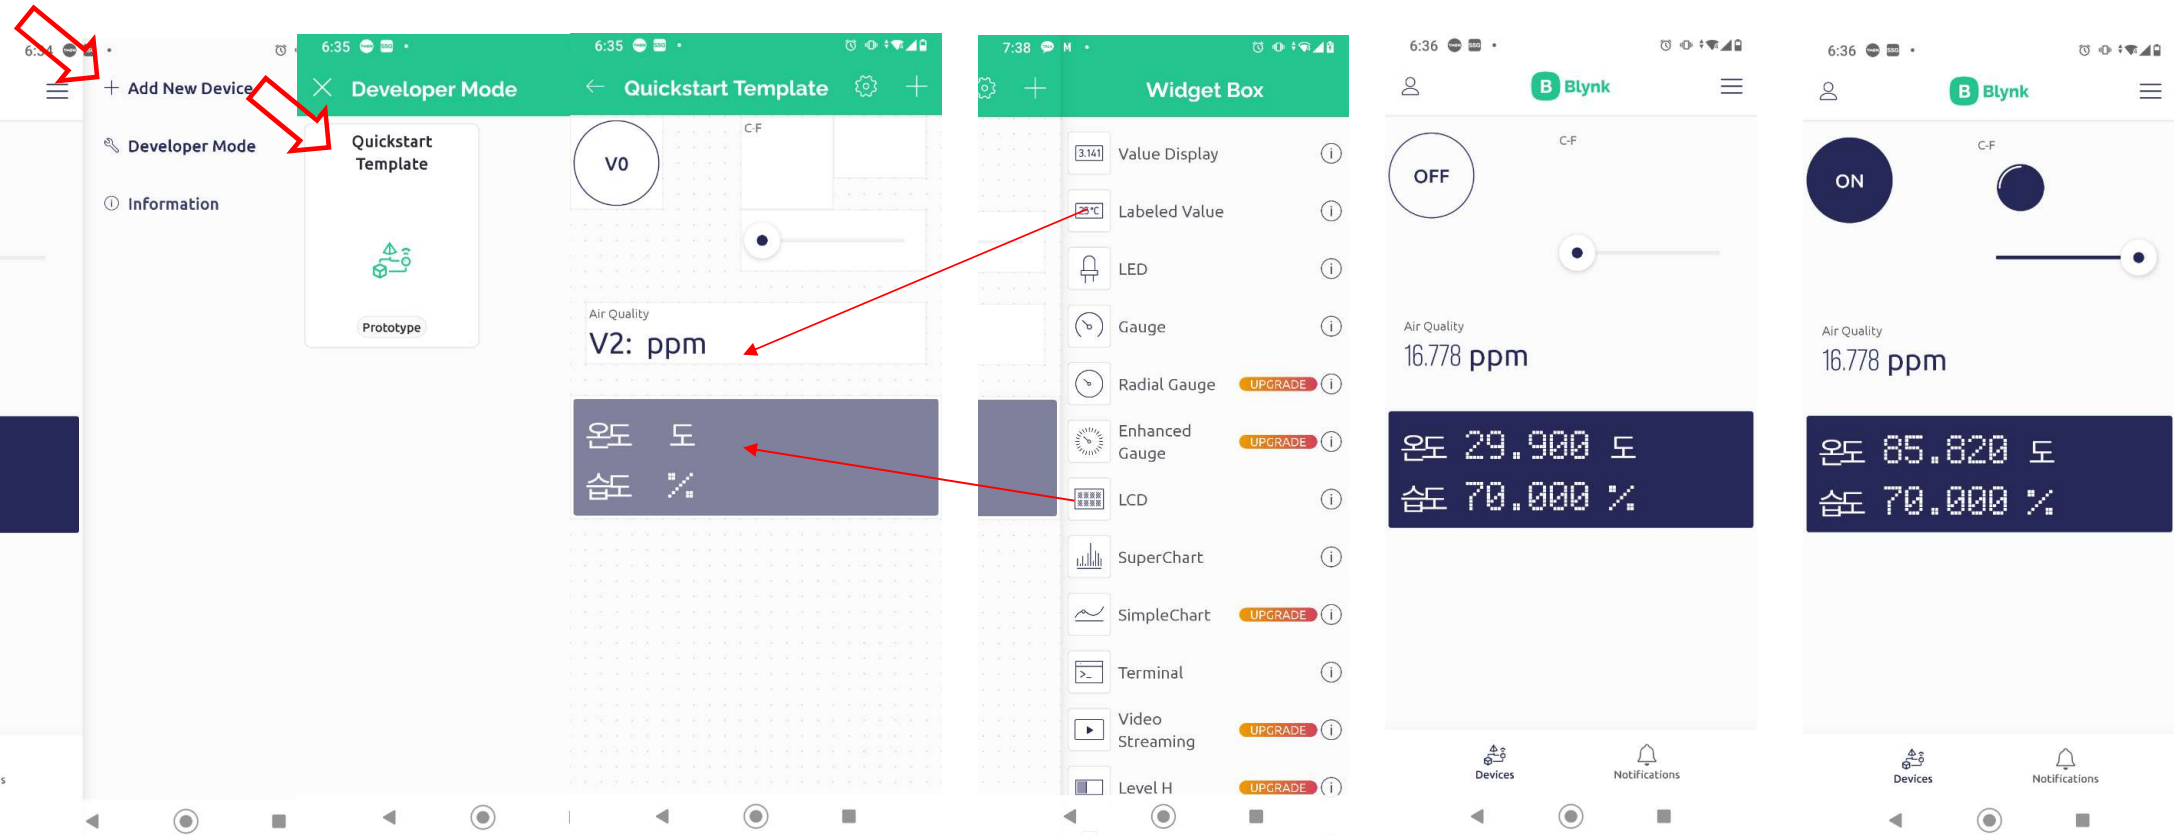 6:34
+ Add New Device
Developer Mode
Information
s
6:35
Developer Mode
Quickstart
Template
Prototype
6:35
Quickstart Template
V0
C-F
Air Quality
V2: ppm
온도 도
습도 %
7:38 M
Widget Box
3.141 Value Display
Labeled Value
LED
Gauge
Radial Gauge UPGRADE
Enhanced
Gauge UPGRADE
LCD
SuperChart
SimpleChart UPGRADE
Terminal
Video
Streaming UPGRADE
Level H UPGRADE
6:36
B Blynk
OFF
C-F
Air Quality
16.778 ppm
온도 29.900 도
습도 70.000 %
Devices
Notifications
6:36
B Blynk
ON
C-F
Air Quality
16.778 ppm
온도 85.820 도
습도 70.000 %
Devices
Notifications